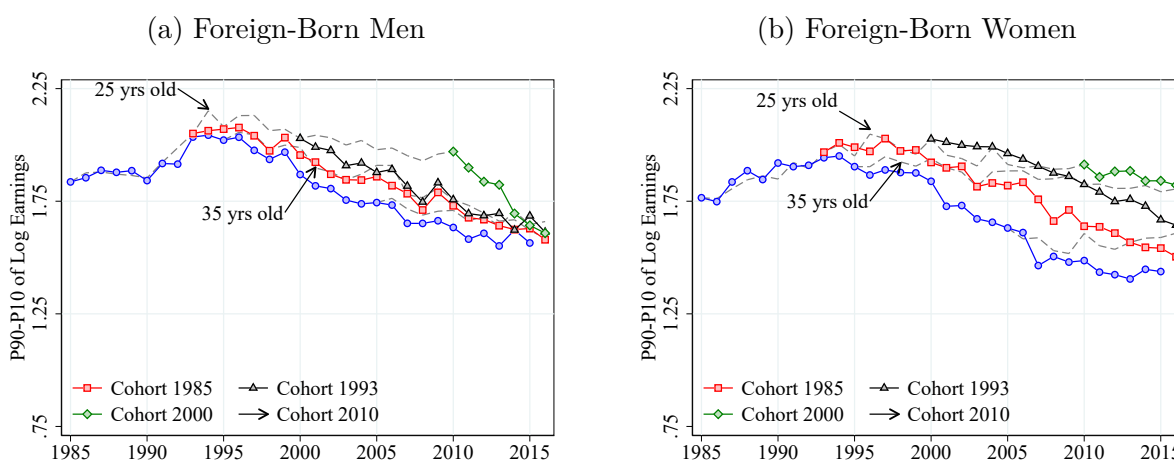 (a) Foreign-Born Men
(b) Foreign-Born Women
P90-P10 of Log Earnings
2.25
1.75
1.25
.75
25 yrs old
35 yrs old
Cohort 1985
Cohort 1993
Cohort 2000
Cohort 2010
1985 1990 1995 2000 2005 2010 2015
P90-P10 of Log Earnings
2.25
1.75
1.25
.75
25 yrs old
35 yrs old
Cohort 1985
Cohort 1993
Cohort 2000
Cohort 2010
1985 1990 1995 2000 2005 2010